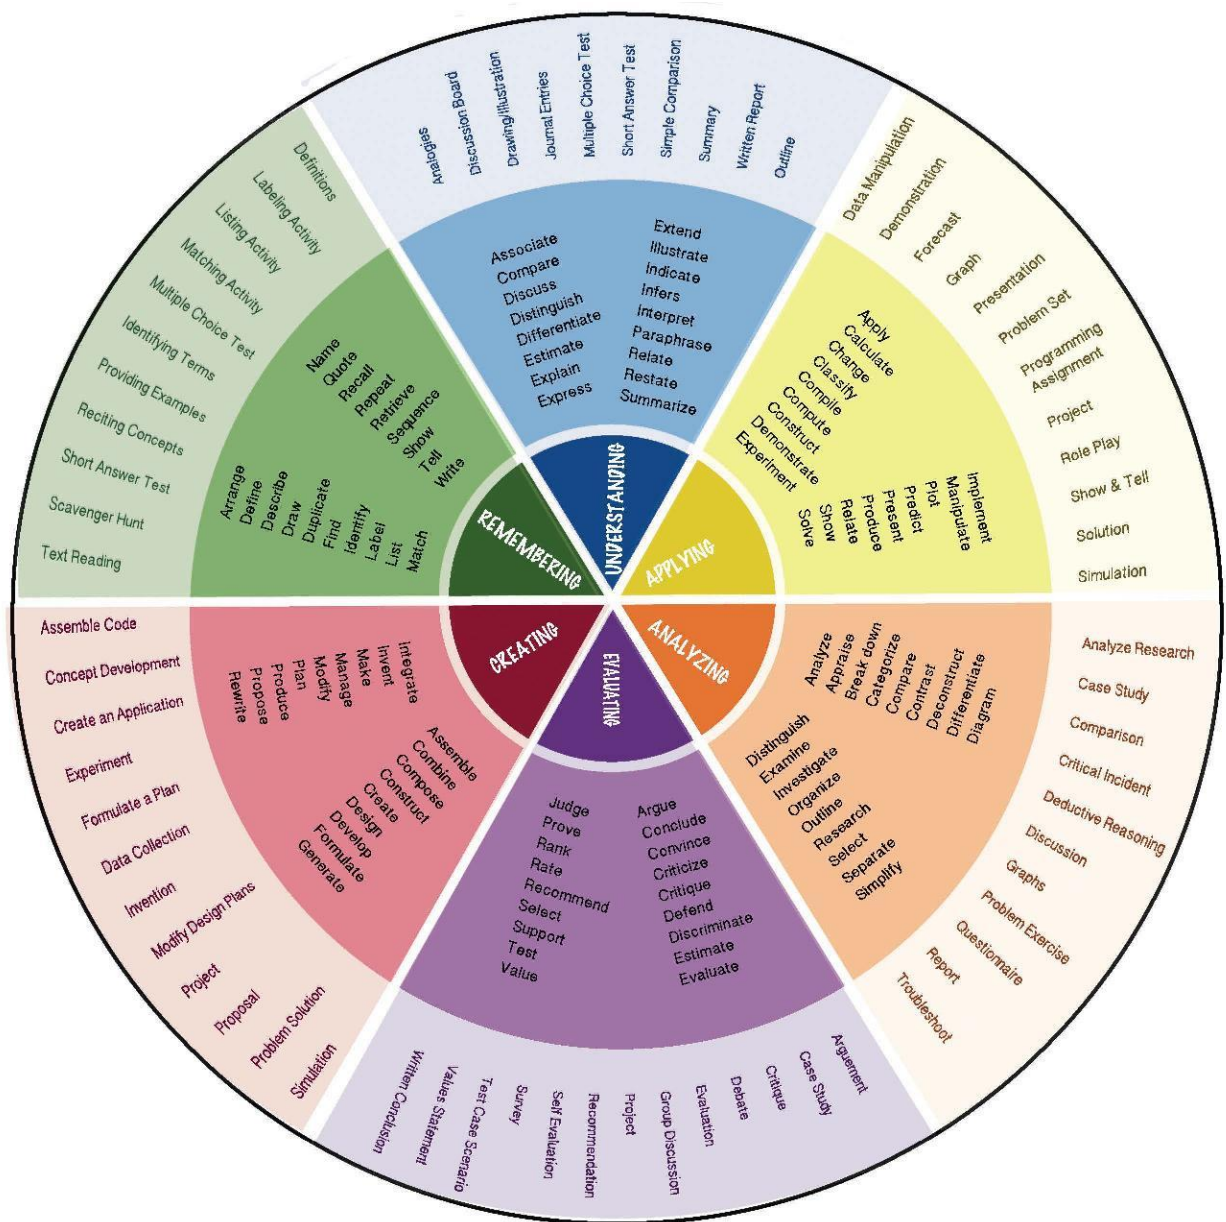 UNDERSTANDING
Associate
Compare
Discuss
Distinguish
Differentiate
Estimate
Explain
Express
Extend
Illustrate
Indicate
Infers
Interpret
Paraphrase
Relate
Restate
Summarize
Analogies
Discussion Board
Drawing/Illustration
Journal Entries
Multiple Choice Test
Short Answer Test
Simple Comparison
Summary
Written Report
Outline
APPLYING
Apply
Calculate
Change
Classify
Compile
Compute
Construct
Demonstrate
Experiment
Implement
Manipulate
Plot
Predict
Present
Produce
Relate
Show
Solve
Data Manipulation
Demonstration
Forecast
Graph
Presentation
Problem Set
Programming
Assignment
Project
Role Play
Show & Tell
Solution
Simulation
ANALYZING
Analyze
Appraise
Break down
Categorize
Compare
Contrast
Deconstruct
Differentiate
Diagram
Distinguish
Examine
Investigate
Organize
Outline
Research
Select
Separate
Simplify
Analyze Research
Case Study
Comparison
Critical Incident
Deductive Reasoning
Discussion
Graphs
Problem Exercise
Questionnaire
Report
Troubleshoot
EVALUATING
Argue
Conclude
Convince
Criticize
Critique
Defend
Discriminate
Estimate
Evaluate
Judge
Prove
Rank
Rate
Recommend
Select
Support
Test
Value
Arguement
Case Study
Critique
Debate
Evaluation
Group Discussion
Project
Recommendation
Self Evaluation
Survey
Test Case Scenario
Values Statement
Written Conclusion
CREATING
Assemble
Combine
Compose
Construct
Create
Design
Develop
Formulate
Generate
Integrate
Invent
Make
Manage
Modify
Plan
Produce
Propose
Rewrite
Assemble Code
Concept Development
Create an Application
Experiment
Formulate a Plan
Data Collection
Invention
Modify Design Plans
Project
Proposal
Problem Solution
Simulation
REMEMBERING
Arrange
Define
Describe
Draw
Duplicate
Find
Identify
Label
List
Match
Name
Quote
Recall
Repeat
Retrieve
Sequence
Show
Tell
Write
Definitions
Labeling Activity
Listing Activity
Matching Activity
Multiple Choice Test
Identifying Terms
Providing Examples
Reciting Concepts
Short Answer Test
Scavenger Hunt
Text Reading